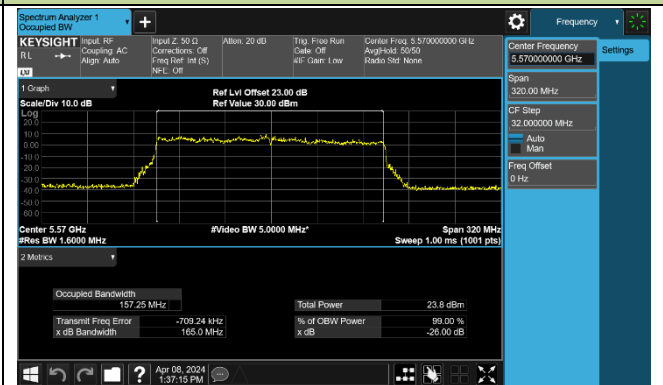 Spectrum Analyzer 1
Occupied BW
Frequency
KEYSIGHT
RL
LXI
Input: RF
Coupling: AC
Align: Auto
Input Z: 50 Ω
Corrections: Off
Freq Ref: Int (S)
NFE: Off
Atten: 20 dB
Trig: Free Run
Gate: Off
#IF Gain: Low
Center Freq: 5.570000000 GHz
Avg|Hold: 50/50
Radio Std: None
Center Frequency
5.570000000 GHz
Settings
Span
320.00 MHz
CF Step
32.000000 MHz
Auto
Man
Freq Offset
0 Hz
1 Graph
Scale/Div 10.0 dB
Ref Lvl Offset 23.00 dB
Ref Value 30.00 dBm
Log
20.0
10.0
0.00
-10.0
-20.0
-30.0
-40.0
-50.0
-60.0
Center 5.57 GHz
#Video BW 5.0000 MHz*
Span 320 MHz
#Res BW 1.6000 MHz
Sweep 1.00 ms (1001 pts)
2 Metrics
Occupied Bandwidth
157.25 MHz
Total Power
23.8 dBm
Transmit Freq Error
-709.24 kHz
% of OBW Power
99.00 %
x dB Bandwidth
165.0 MHz
x dB
-26.00 dB
?
Apr 08, 2024
1:37:15 PM